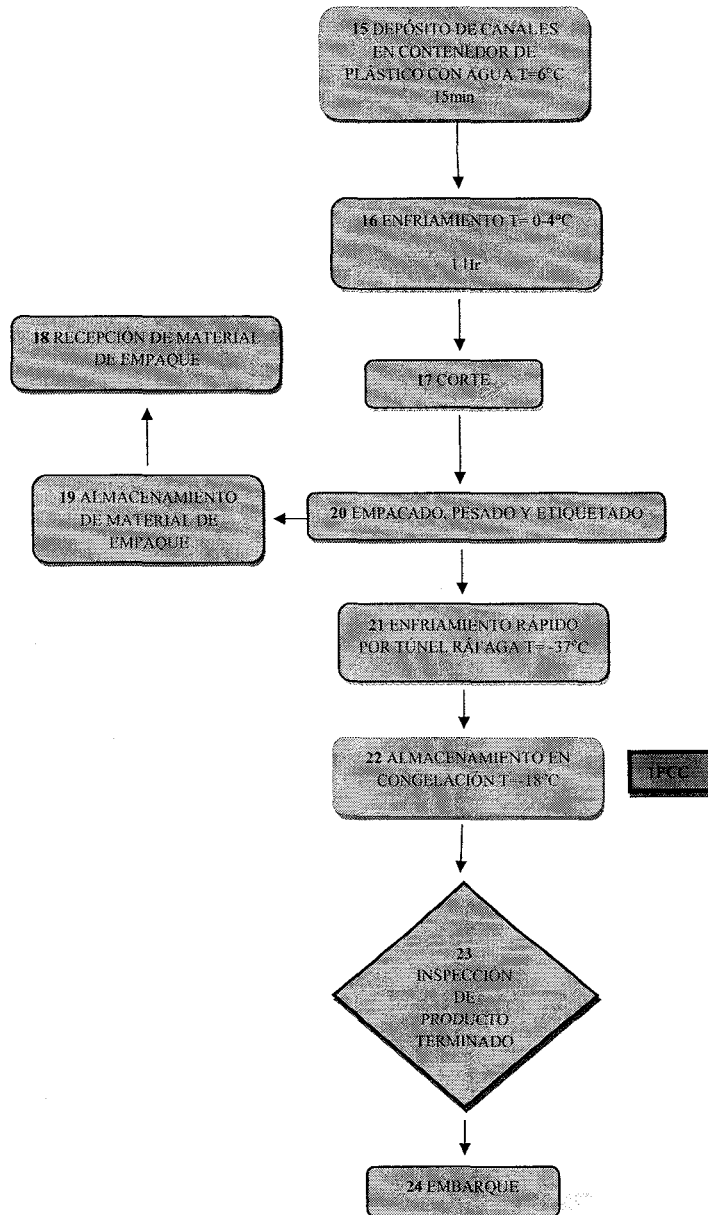 15 DEPÓSITO DE CANALES
EN CONTENEDOR DE
PLÁSTICO CON AGUA T=6°C
15min
16 ENFRIAMIENTO T= 0-4°C
1 Hr
18 RECEPCIÓN DE MATERIAL
DE EMPAQUE
17 CORTE
19 ALMACENAMIENTO
DE MATERIAL DE
EMPAQUE
20 EMPACADO, PESADO Y ETIQUETADO
21 ENFRIAMIENTO RÁPIDO
POR TÚNEL RÁFAGA T= -37°C
22 ALMACENAMIENTO EN
CONGELACIÓN T=-18°C
1PCC
23
INSPECCIÓN
DE
PRODUCTO
TERMINADO
24 EMBARQUE